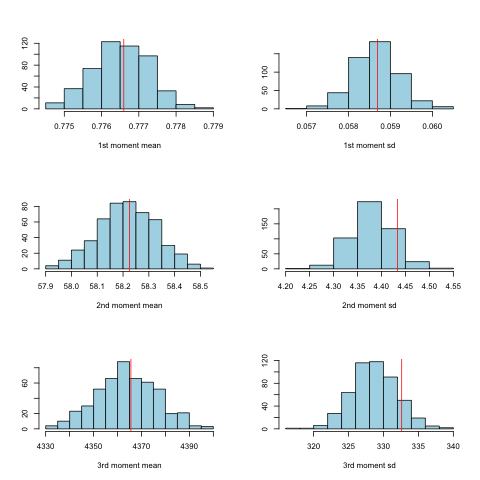 0 40 80 120
0.775 0.776 0.777 0.778 0.779
1st moment mean
0 50 150
0.057 0.058 0.059 0.060
1st moment sd
0 20 40 60 80
57.9 58.0 58.1 58.2 58.3 58.4 58.5
2nd moment mean
0 50 150
4.20 4.25 4.30 4.35 4.40 4.45 4.50 4.55
2nd moment sd
0 20 60
4330 4350 4370 4390
3rd moment mean
0 40 80 120
320 325 330 335 340
3rd moment sd